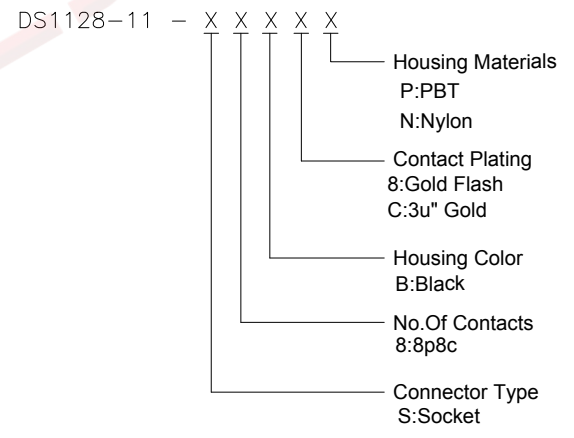 DS1128-11 - X X X X X
Housing Materials
P:PBT
N:Nylon
Contact Plating
8:Gold Flash
C:3u" Gold
Housing Color
B:Black
No.Of Contacts
8:8p8c
Connector Type
S:Socket